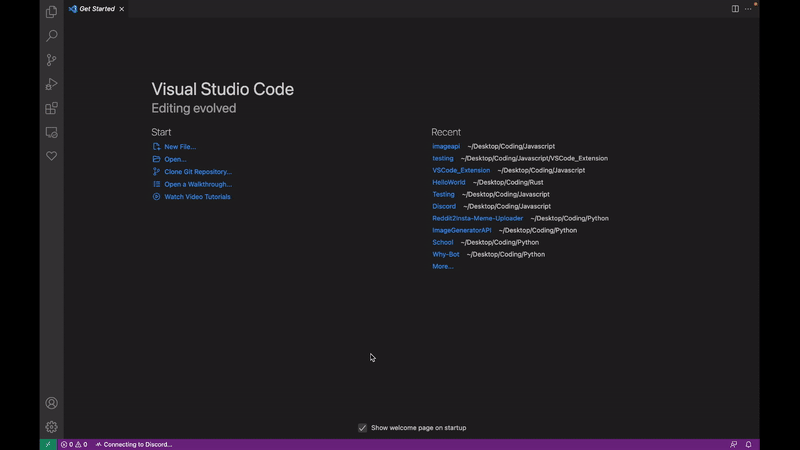 Get Started
Visual Studio Code
Editing evolved
Start
New File...
Open...
Clone Git Repository...
Open a Walkthrough...
Watch Video Tutorials
Recent
imageapi ~/Desktop/Coding/Javascript
testing ~/Desktop/Coding/Javascript/VSCode_Extension
VSCode_Extension ~/Desktop/Coding/Javascript
HelloWorld ~/Desktop/Coding/Rust
Testing ~/Desktop/Coding/Javascript
Discord ~/Desktop/Coding/Javascript
Reddit2Insta-Meme-Uploader ~/Desktop/Coding/Python
ImageGeneratorAPI ~/Desktop/Coding/Python
School ~/Desktop/Coding/Python
Why-Bot ~/Desktop/Coding/Python
More...
Show welcome page on startup
0 0 Connecting to Discord...